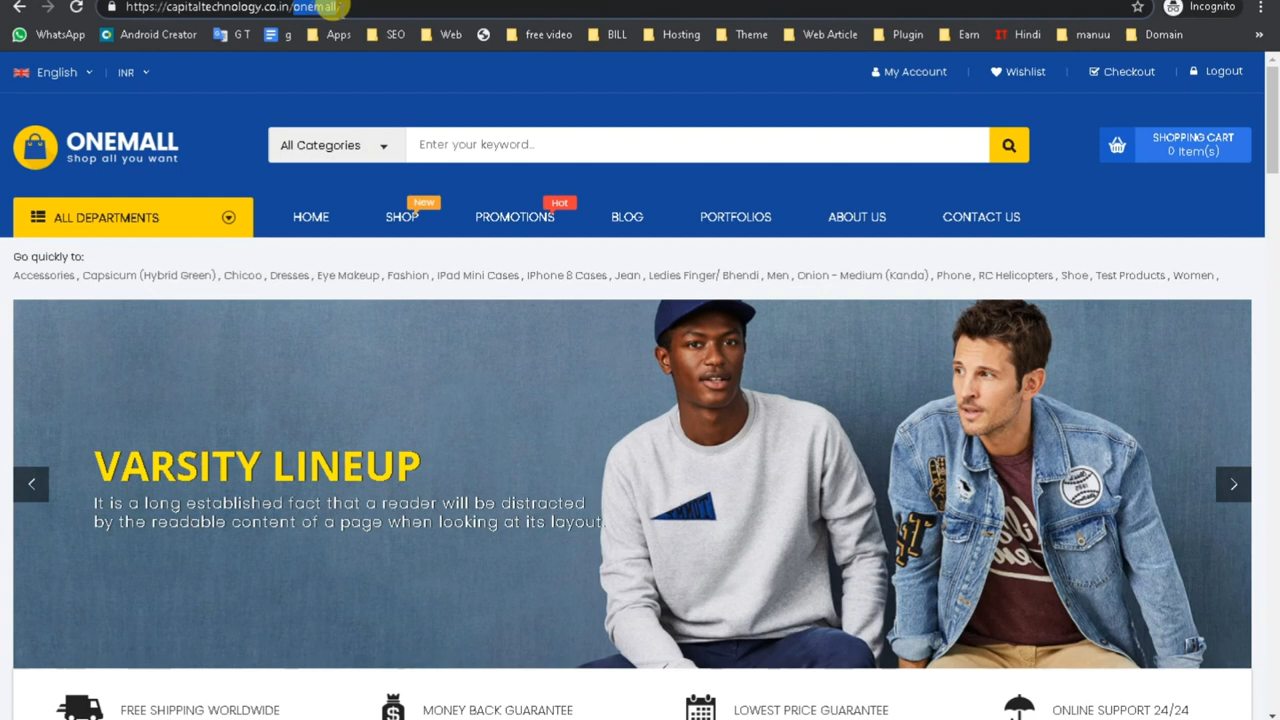 https://capitaltechnology.co.in/onemall/
Incognito
WhatsApp Android Creator G T g Apps SEO Web free video BILL Hosting Theme Web Article Plugin Earn Hindi manuu Domain »
English | INR My Account | Wishlist | Checkout | Logout
ONEMALL
Shop all you want
All Categories Enter your keyword...
SHOPPING CART
0 Item(s)
New Hot
ALL DEPARTMENTS HOME SHOP PROMOTIONS BLOG PORTFOLIOS ABOUT US CONTACT US
Go quickly to:
Accessories , Capsicum (Hybrid Green) , Chicoo , Dresses , Eye Makeup , Fashion , IPad Mini Cases , IPhone 8 Cases , Jean , Ledies Finger/ Bhendi , Men , Onion - Medium (Kanda) , Phone , RC Helicopters , Shoe , Test Products , Women ,
VARSITY LINEUP
It is a long established fact that a reader will be distracted
by the readable content of a page when looking at its layout.
FREE SHIPPING WORLDWIDE MONEY BACK GUARANTEE LOWEST PRICE GUARANTEE ONLINE SUPPORT 24/24